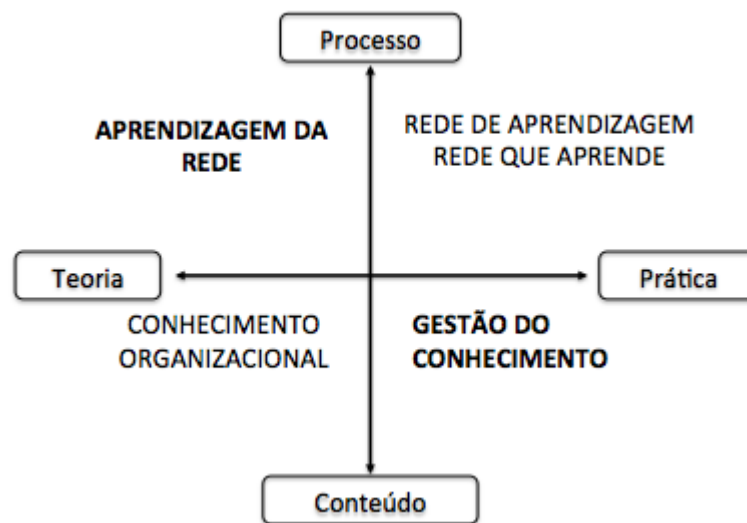 Processo
APRENDIZAGEM DA
REDE
REDE DE APRENDIZAGEM
REDE QUE APRENDE
Teoria
Prática
CONHECIMENTO
ORGANIZACIONAL
GESTÃO DO
CONHECIMENTO
Conteúdo